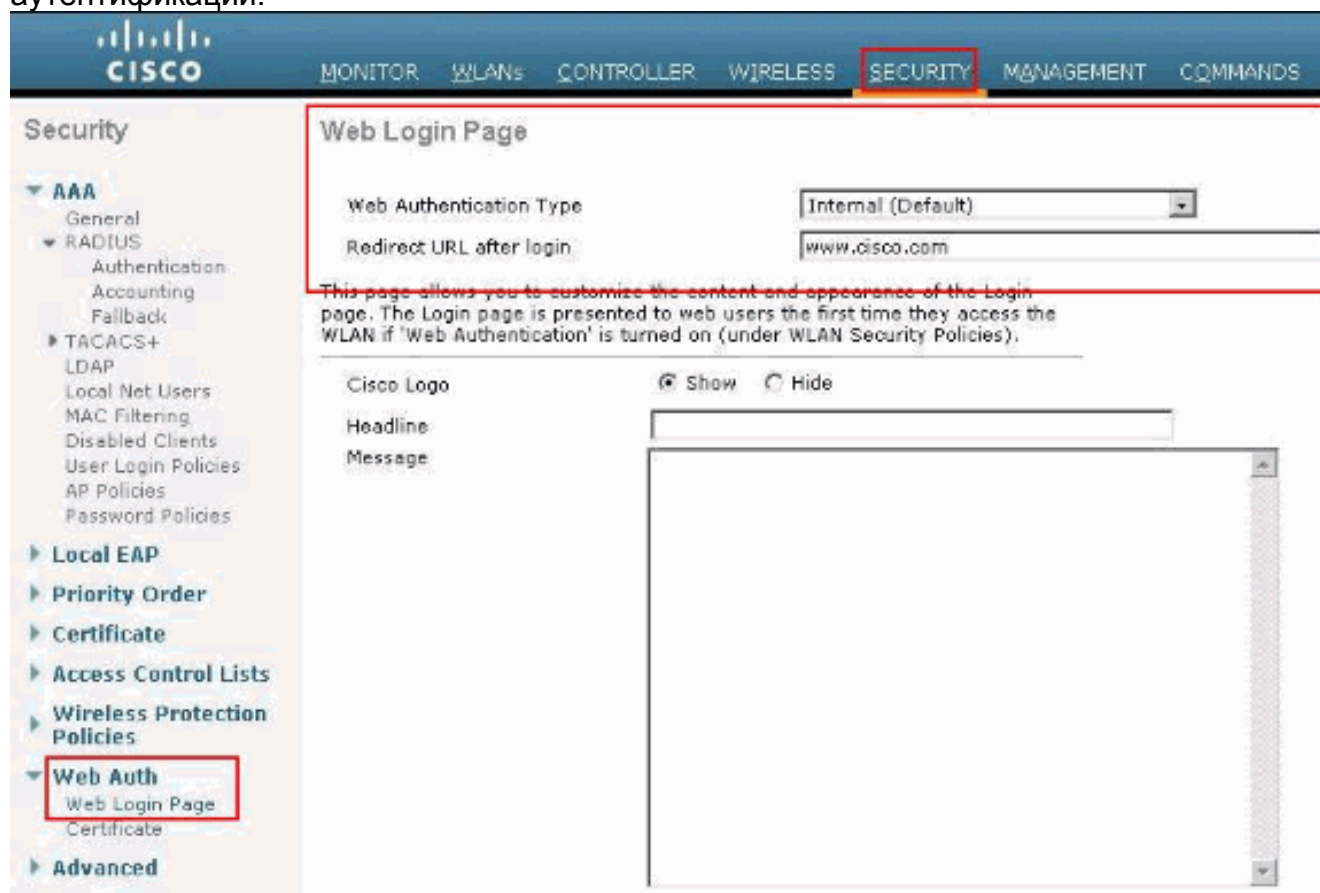 аутентификации.
CISCO
MONITOR WLANs CONTROLLER WIRELESS SECURITY MANAGEMENT COMMANDS
Security
AAA
General
RADIUS
Authentication
Accounting
Fallback
TACACS+
LDAP
Local Net Users
MAC Filtering
Disabled Clients
User Login Policies
AP Policies
Password Policies
Local EAP
Priority Order
Certificate
Access Control Lists
Wireless Protection
Policies
Web Auth
Web Login Page
Certificate
Advanced
Web Login Page
Web Authentication Type Internal (Default)
Redirect URL after login www.cisco.com
This page allows you to customize the content and appearance of the Login
page. The Login page is presented to web users the first time they access the
WLAN if 'Web Authentication' is turned on (under WLAN Security Policies).
Cisco Logo Show Hide
Headline
Message